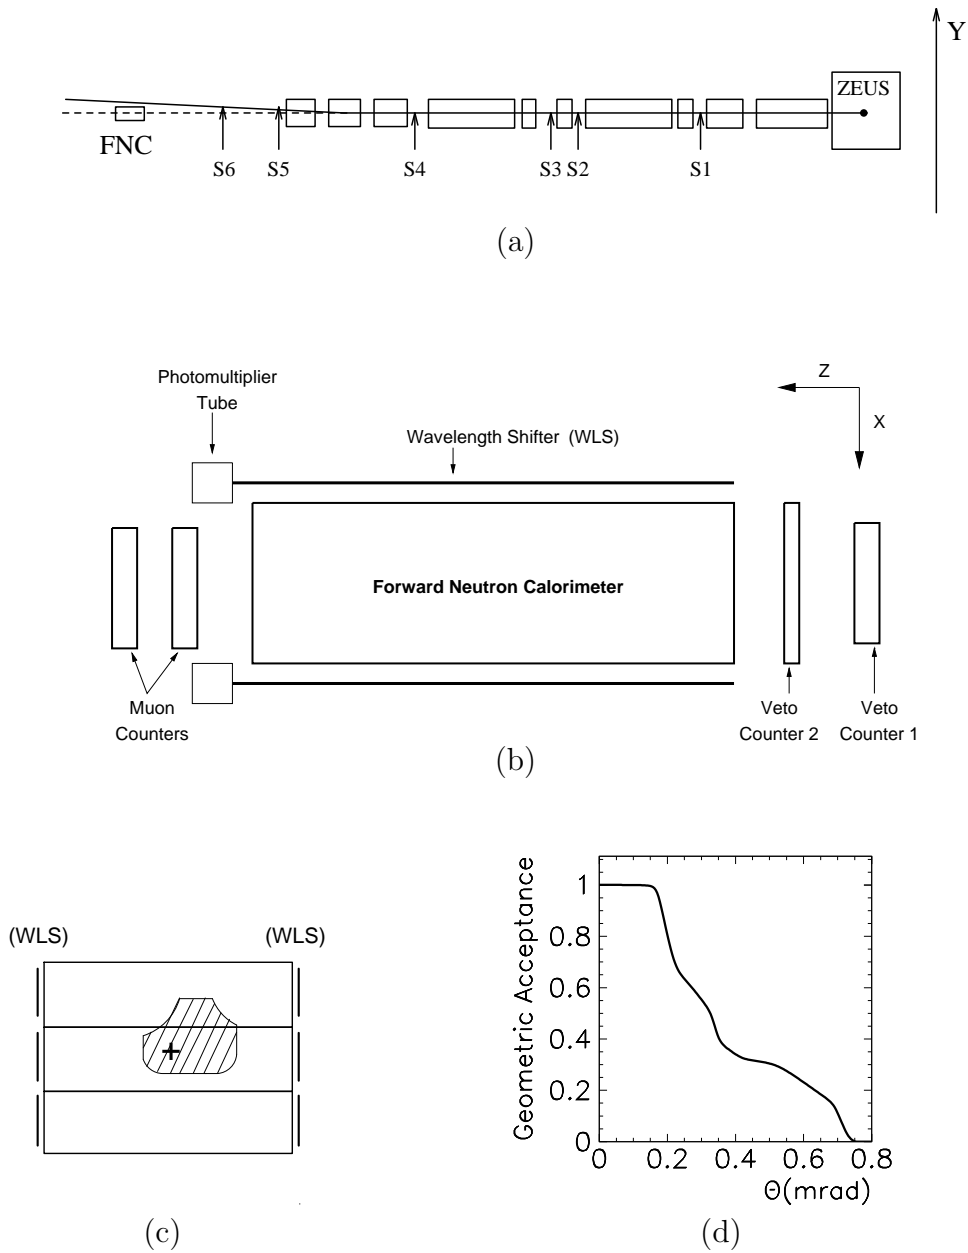 Y
ZEUS
FNC
S6
S5
S4
S3
S2
S1
(a)
Photomultiplier
Tube
Wavelength Shifter (WLS)
Z
X
Forward Neutron Calorimeter
Muon
Counters
Veto
Counter 2
Veto
Counter 1
(b)
(WLS)
(WLS)
(c)
Geometric Acceptance
1
0.8
0.6
0.4
0.2
0
0
0.2
0.4
0.6
0.8
Θ(mrad)
(d)